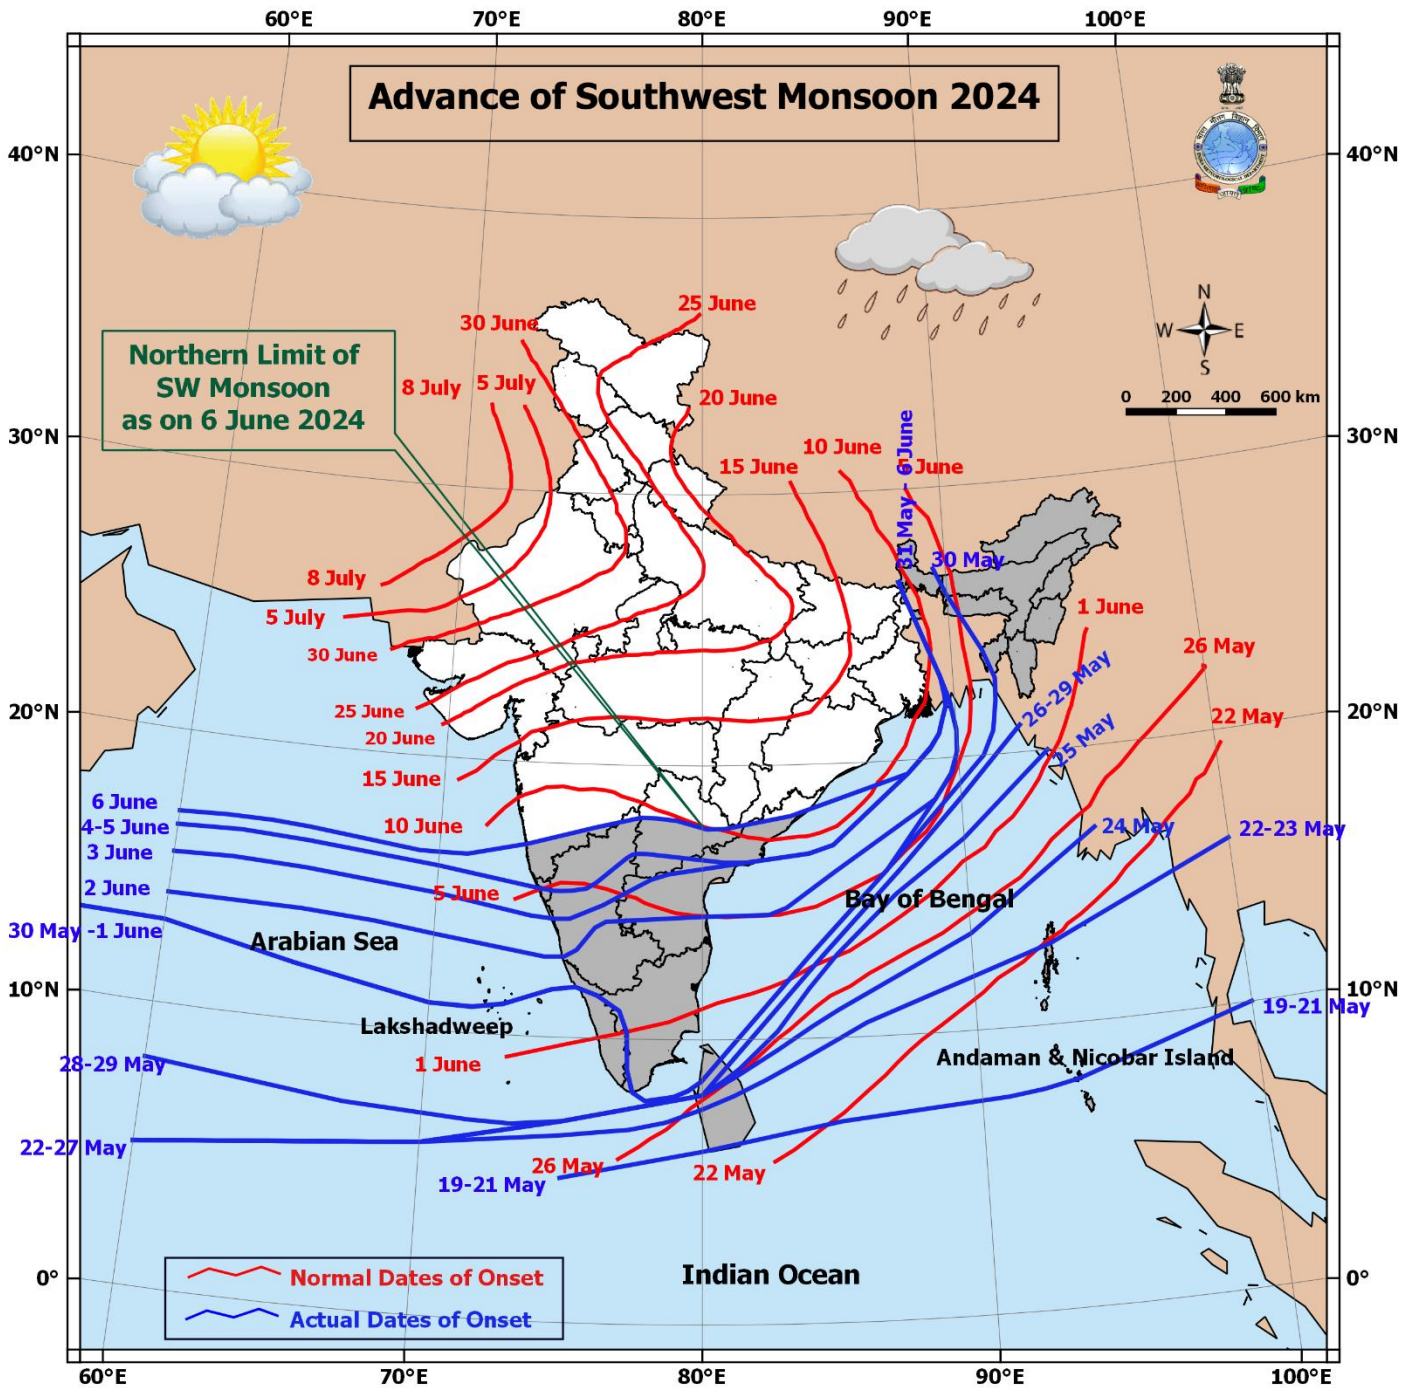 60°E 70°E 80°E 90°E 100°E
Advance of Southwest Monsoon 2024
40°N 40°N
N
W E
S
25 June
30 June
Northern Limit of
SW Monsoon
as on 6 June 2024
8 July 5 July
20 June
0 200 400 600 km
30°N 30°N
10 June
15 June
31 May - 6 June
30 May
8 July
5 July
1 June
30 June
26 May
26-29 May
25 June
20°N 20°N
22 May
20 June
25 May
15 June
6 June
4-5 June
10 June
24 May
22-23 May
3 June
2 June
5 June
Bay of Bengal
30 May -1 June
Arabian Sea
10°N 10°N
19-21 May
Lakshadweep
28-29 May
1 June
Andaman & Nicobar Island
22-27 May
26 May
22 May
19-21 May
0° 0°
Indian Ocean
Normal Dates of Onset
Actual Dates of Onset
60°E 70°E 80°E 90°E 100°E